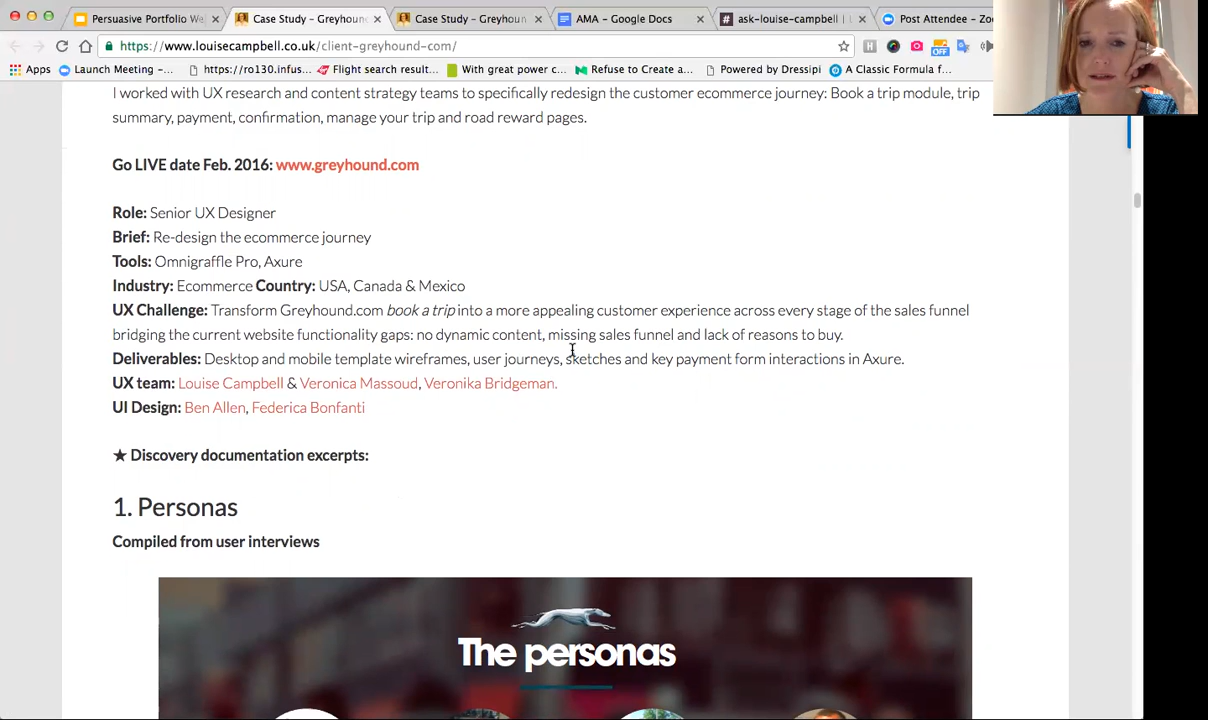 Persuasive Portfolio We
Case Study – Greyhoun
Case Study – Greyhoun
AMA – Google Docs
ask-louise-campbell |
Post Attendee – Zoo
https://www.louisecampbell.co.uk/client-greyhound-com/
H
OFF
Apps
Launch Meeting -...
https://ro130.infus...
Flight search result...
With great power c...
Refuse to Create a...
Powered by Dressipi
A Classic Formula f...
I worked with UX research and content strategy teams to specifically redesign the customer ecommerce journey: Book a trip module, trip
summary, payment, confirmation, manage your trip and road reward pages.
Go LIVE date Feb. 2016: www.greyhound.com
Role: Senior UX Designer
Brief: Re-design the ecommerce journey
Tools: Omnigraffle Pro, Axure
Industry: Ecommerce Country: USA, Canada & Mexico
UX Challenge: Transform Greyhound.com book a trip into a more appealing customer experience across every stage of the sales funnel
bridging the current website functionality gaps: no dynamic content, missing sales funnel and lack of reasons to buy.
Deliverables: Desktop and mobile template wireframes, user journeys, sketches and key payment form interactions in Axure.
UX team: Louise Campbell & Veronica Massoud, Veronika Bridgeman.
UI Design: Ben Allen, Federica Bonfanti
★ Discovery documentation excerpts:
1. Personas
Compiled from user interviews
The personas